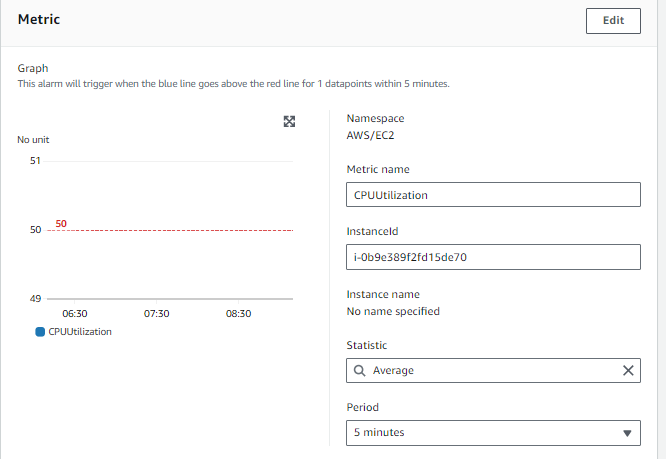 Metric
Edit
Graph
This alarm will trigger when the blue line goes above the red line for 1 datapoints within 5 minutes.
No unit
51
50
50
49
06:30
07:30
08:30
CPUUtilization
Namespace
AWS/EC2
Metric name
CPUUtilization
InstanceId
i-0b9e389f2fd15de70
Instance name
No name specified
Statistic
Average
Period
5 minutes